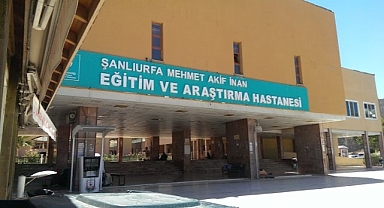 ŞANLIURFA MEHMET AKİF İNAN
EĞİTİM VE ARAŞTIRMA HASTANESİ